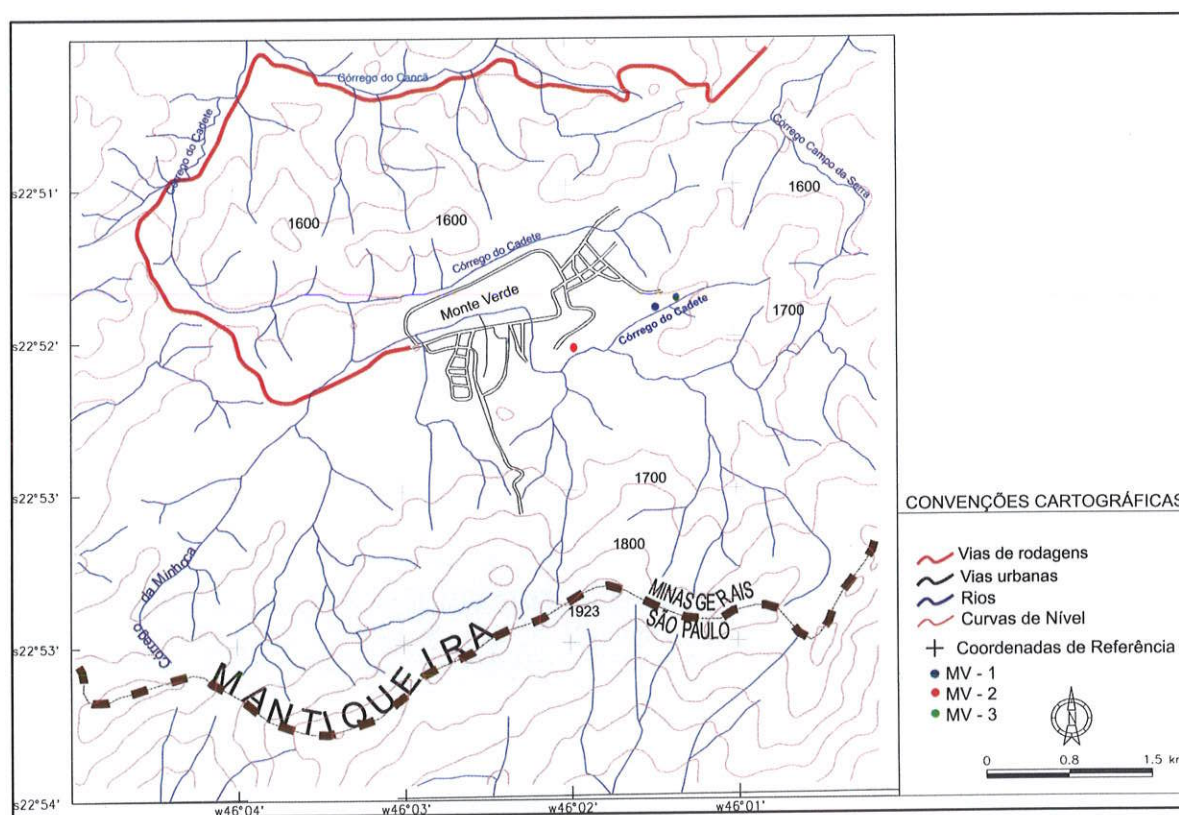 Córrego do Cancã
Córrego do Cadete
Córrego Campo da Serra
s22°51'
1600
1600
1600
Córrego do Cadete
Monte Verde
1700
Córrego do Cadete
s22°52'
1700
s22°53'
1800
Córrego da Minhoca
MINAS GERAIS
1923
SÃO PAULO
s22°53'
MANTIQUEIRA
s22°54'
w46°04'
w46°03'
w46°02'
w46°01'
CONVENÇÕES CARTOGRÁFICAS
Vias de rodagens
Vias urbanas
Rios
Curvas de Nível
Coordenadas de Referência
MV - 1
MV - 2
MV - 3
N
0 0.8 1.5 km